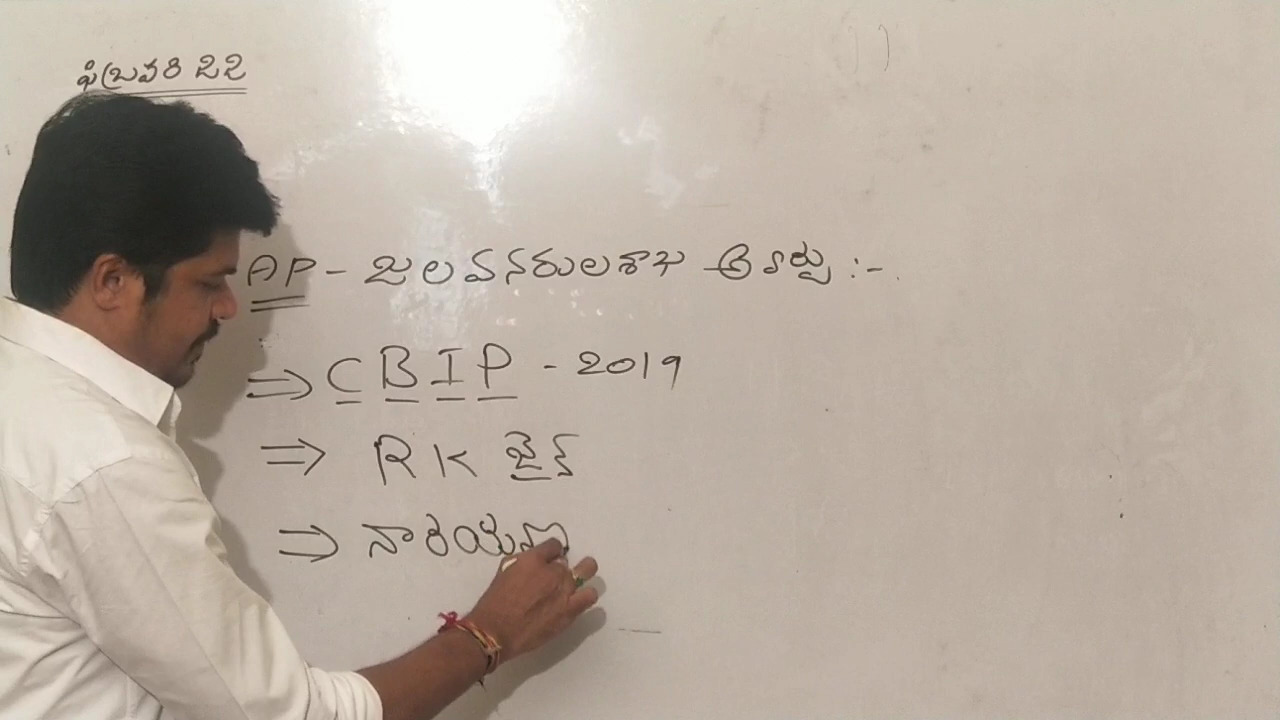 ఫిబ్రవరి 22
AP - జలవనరులశాఖ అవార్డు :-
⇒ CBIP - 2019
⇒ RK జైన్
⇒ నారాయణ